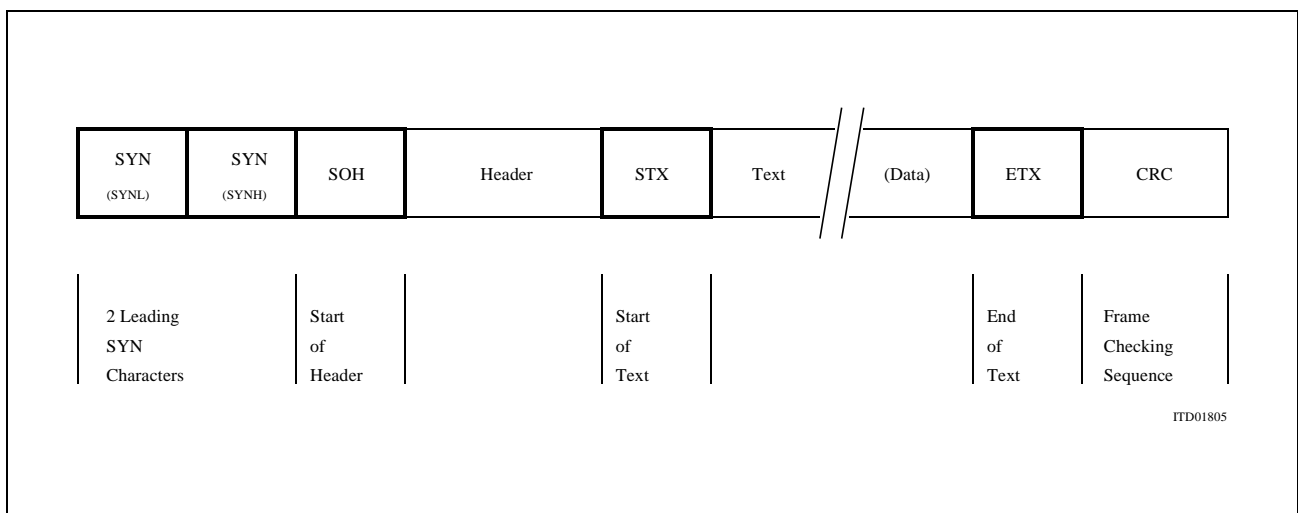 SYN SYN SOH Header STX Text (Data) ETX CRC
(SYNL) (SYNH)
2 Leading Start Start End Frame
SYN of of of Checking
Characters Header Text Text Sequence
ITD01805